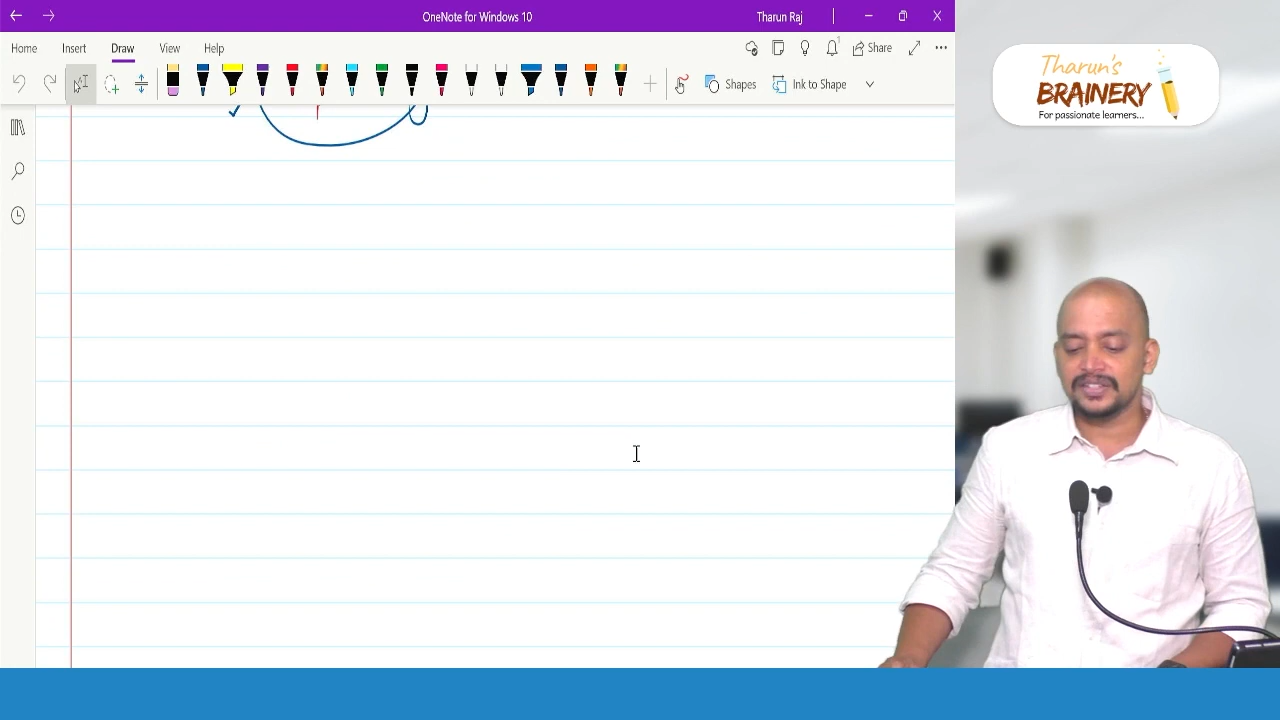 OneNote for Windows 10
Tharun Raj
Home Insert Draw View Help
Share
Shapes
Ink to Shape
Tharun's
BRAINERY
For passionate learners...